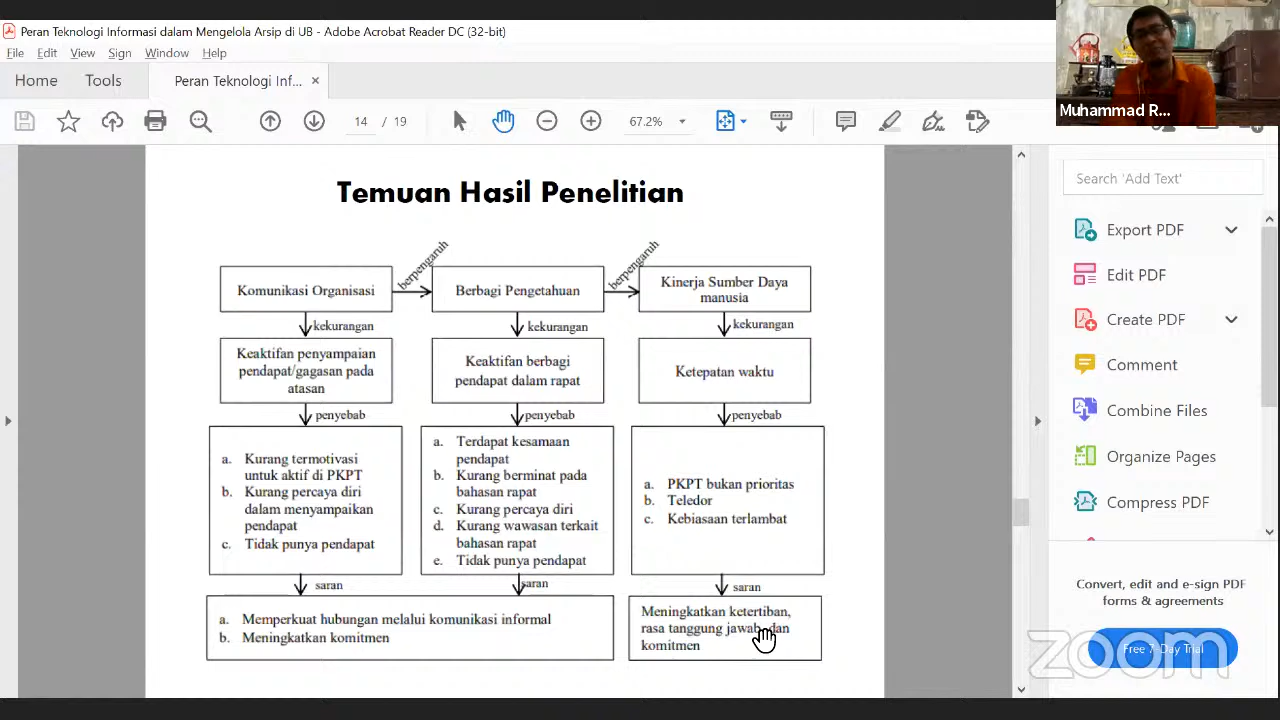 Peran Teknologi Informasi dalam Mengelola Arsip di UB - Adobe Acrobat Reader DC (32-bit)
File Edit View Sign Window Help
Home Tools Peran Teknologi Inf... ×
14 / 19 67.2%
Muhammad R...
Temuan Hasil Penelitian
berpengaruh berpengaruh
Komunikasi Organisasi
Berbagi Pengetahuan
Kinerja Sumber Daya
manusia
kekurangan kekurangan kekurangan
Keaktifan penyampaian
pendapat/gagasan pada
atasan
Keaktifan berbagi
pendapat dalam rapat
Ketepatan waktu
penyebab penyebab penyebab
a. Kurang termotivasi
untuk aktif di PKPT
b. Kurang percaya diri
dalam menyampaikan
pendapat
c. Tidak punya pendapat
a. Terdapat kesamaan
pendapat
b. Kurang berminat pada
bahasan rapat
c. Kurang percaya diri
d. Kurang wawasan terkait
bahasan rapat
e. Tidak punya pendapat
a. PKPT bukan prioritas
b. Teledor
c. Kebiasaan terlambat
saran saran saran
a. Memperkuat hubungan melalui komunikasi informal
b. Meningkatkan komitmen
Meningkatkan ketertiban,
rasa tanggung jawab dan
komitmen
Search 'Add Text'
Export PDF
Edit PDF
Create PDF
Comment
Combine Files
Organize Pages
Compress PDF
Convert, edit and e-sign PDF
forms & agreements
Free 7-Day Trial
zoom